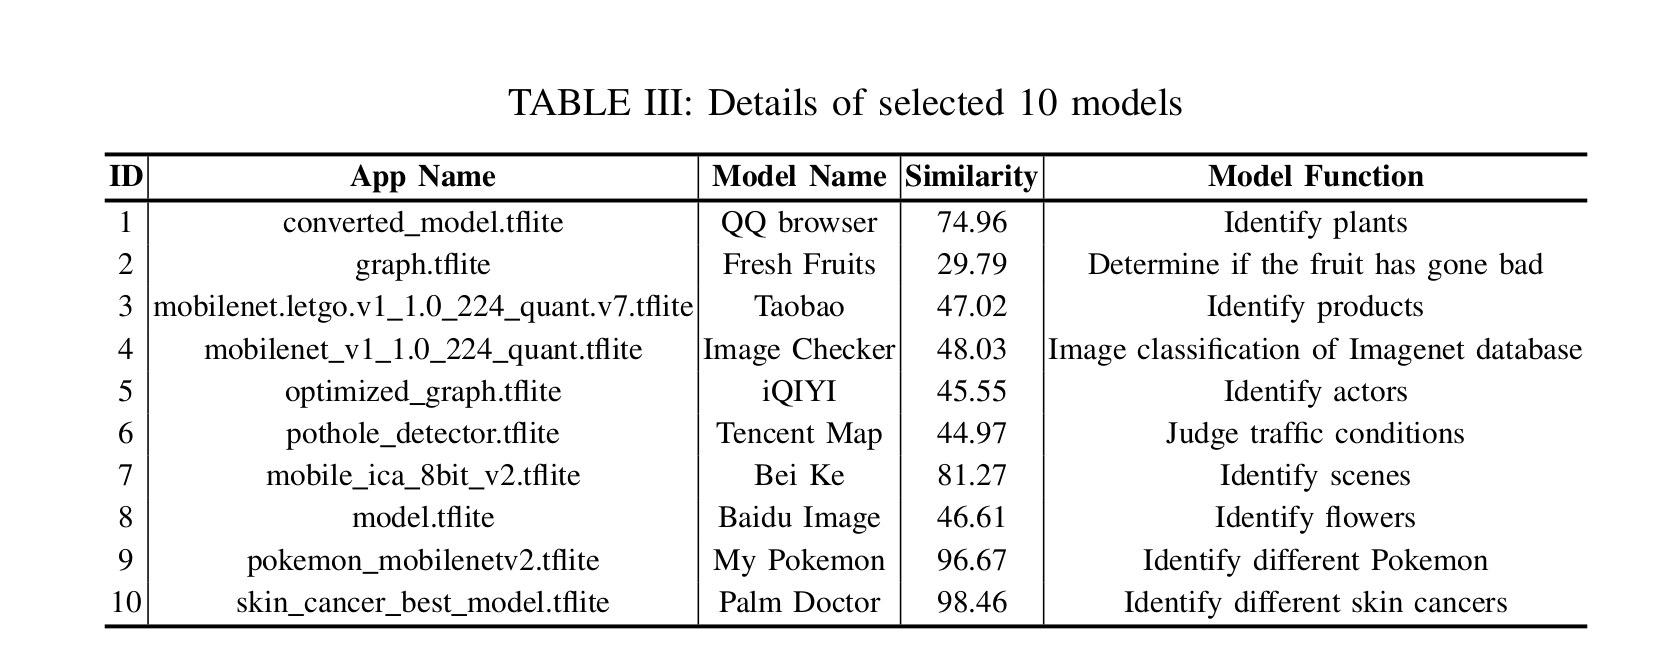 TABLE III: Details of selected 10 models
ID App Name Model Name Similarity Model Function
1 converted_model.tflite QQ browser 74.96 Identify plants
2 graph.tflite Fresh Fruits 29.79 Determine if the fruit has gone bad
3 mobilenet.letgo.v1_1.0_224_quant.v7.tflite Taobao 47.02 Identify products
4 mobilenet_v1_1.0_224_quant.tflite Image Checker 48.03 Image classification of Imagenet database
5 optimized_graph.tflite iQIYI 45.55 Identify actors
6 pothole_detector.tflite Tencent Map 44.97 Judge traffic conditions
7 mobile_ica_8bit_v2.tflite Bei Ke 81.27 Identify scenes
8 model.tflite Baidu Image 46.61 Identify flowers
9 pokemon_mobilenetv2.tflite My Pokemon 96.67 Identify different Pokemon
10 skin_cancer_best_model.tflite Palm Doctor 98.46 Identify different skin cancers